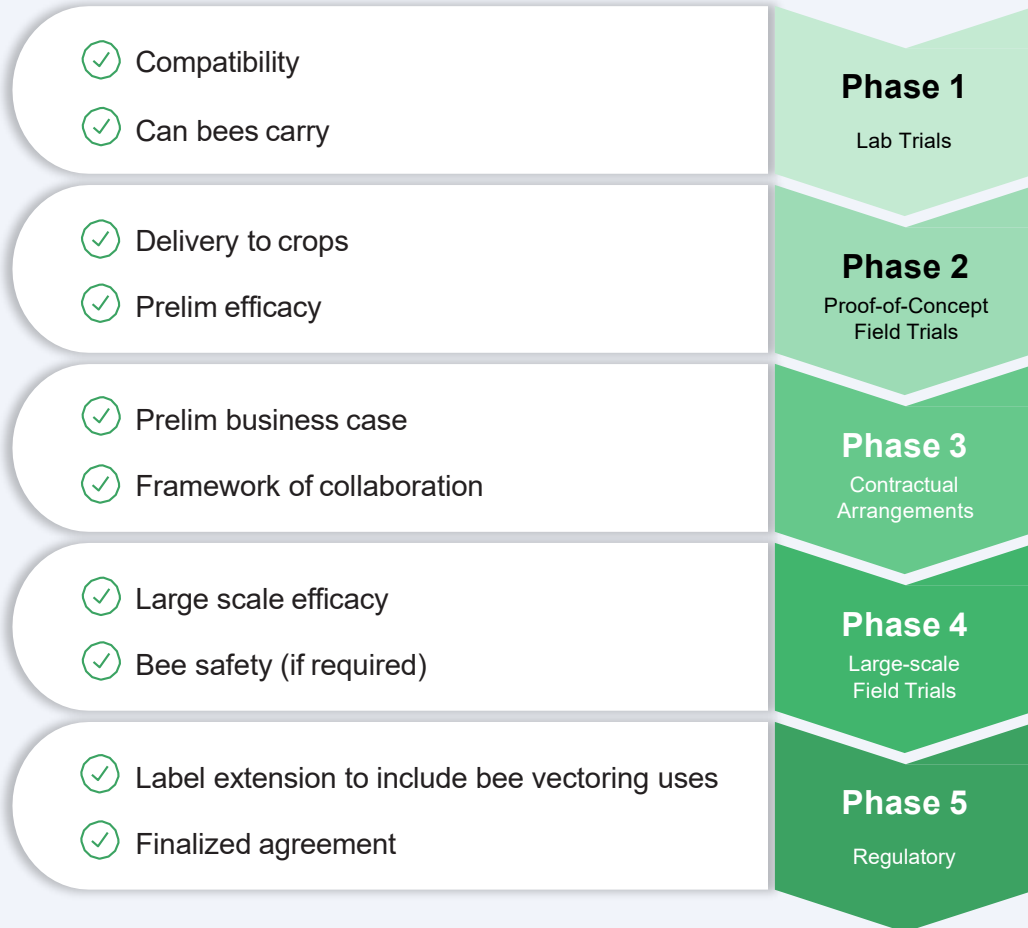 Compatibility
Can bees carry
Phase 1
Lab Trials
Delivery to crops
Prelim efficacy
Phase 2
Proof-of-Concept
Field Trials
Prelim business case
Framework of collaboration
Phase 3
Contractual
Arrangements
Large scale efficacy
Bee safety (if required)
Phase 4
Large-scale
Field Trials
Label extension to include bee vectoring uses
Finalized agreement
Phase 5
Regulatory